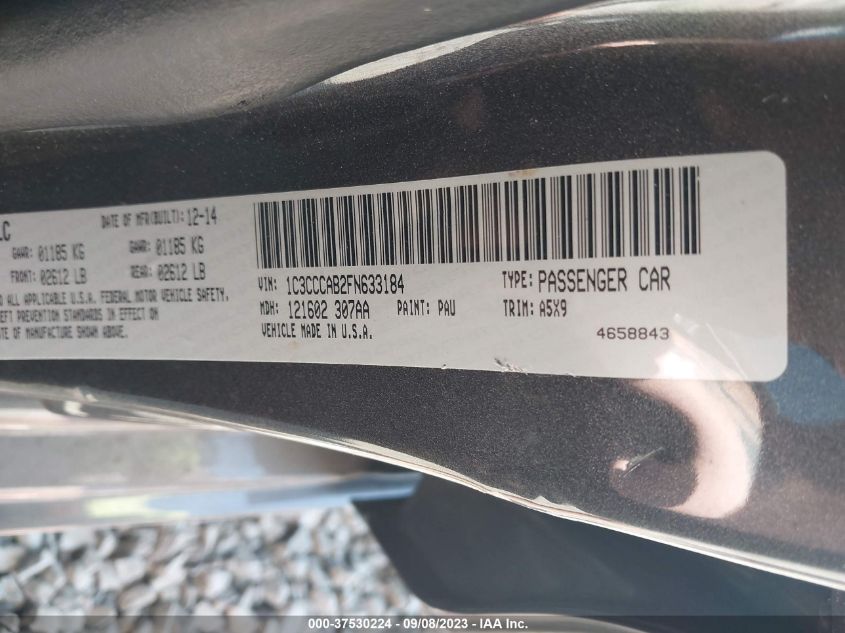 LC
DATE OF MFR(BUILT): 12-14
GAWR: 01185 KG GAWR: 01185 KG
FRONT: 02612 LB REAR: 02612 LB
O ALL APPLICABLE U.S.A. FEDERAL MOTOR VEHICLE SAFETY,
EFT PREVENTION STANDARDS IN EFFECT ON
ATE OF MANUFACTURE SHOWN ABOVE.
VIN: 1C3CCCAB2FN633184 TYPE: PASSENGER CAR
MDH: 121602 307AA PAINT: PAU TRIM: A5X9
VEHICLE MADE IN U.S.A.
4658843
000-37530224 — 09/08/2023 — IAA Inc.